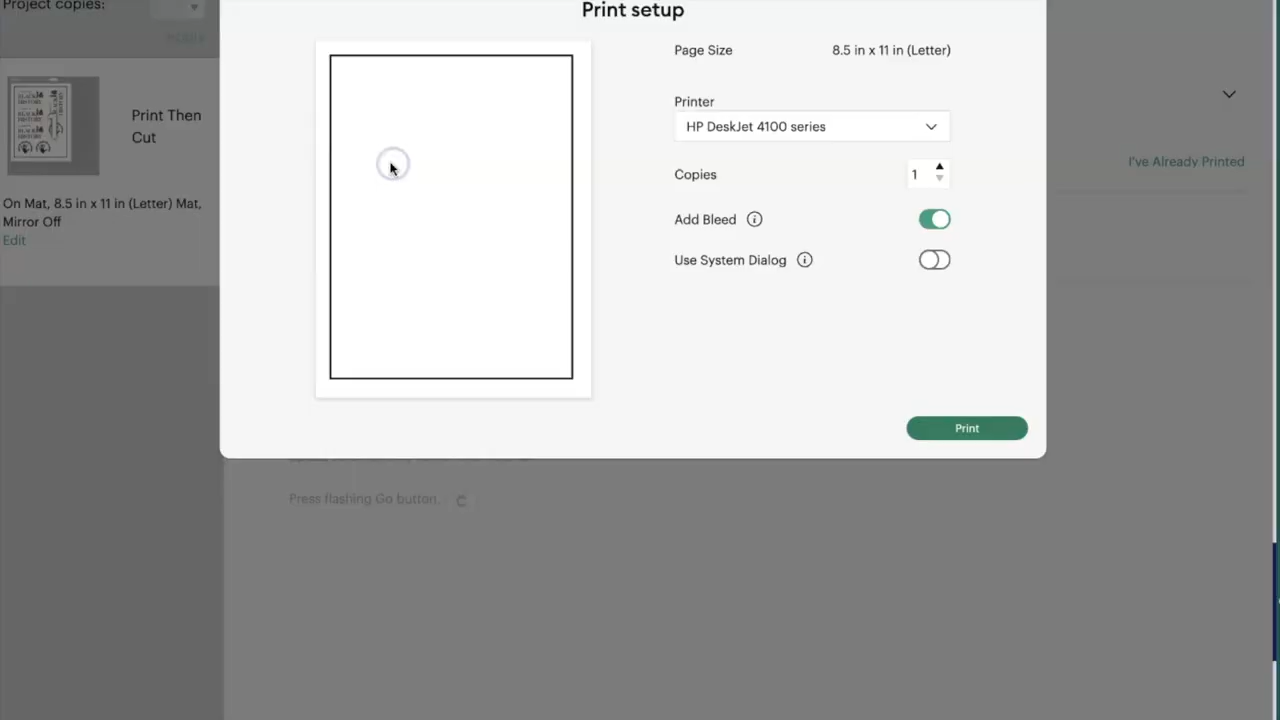 Project copies:
Print setup
Page Size
8.5 in x 11 in (Letter)
Printer
HP DeskJet 4100 series
Print Then
Cut
I've Already Printed
Copies
1
On Mat, 8.5 in x 11 in (Letter) Mat,
Mirror Off
Edit
Add Bleed
Use System Dialog
Print
Press flashing Go button.